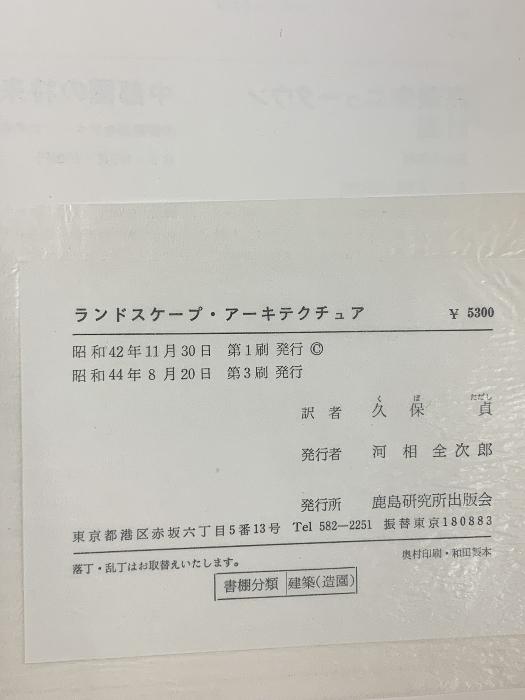 ランドスケープ・アーキテクチュア ¥ 5300
昭和42年11月30日 第1刷 発行 ©
昭和44年8月20日 第3刷 発行
訳者 久保貞
くぼ ただし
発行者 河相全次郎
発行所 鹿島研究所出版会
東京都港区赤坂六丁目5番13号 Tel 582―2251 振替東京180883
落丁・乱丁はお取替えいたします。 奥村印刷・和田製本
書棚分類 建築(造園)